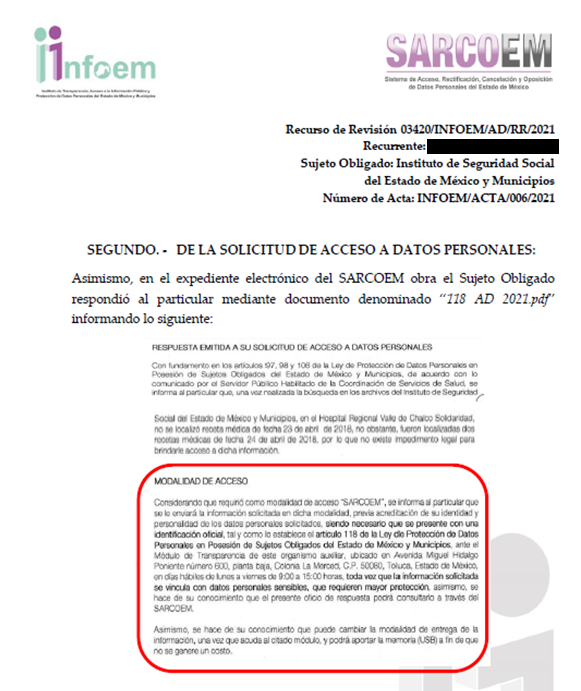 infoem
Instituto de Transparencia, Acceso a la Información Pública y
Protección de Datos Personales del Estado de México y Municipios
SARCOEM
Sistema de Acceso, Rectificación, Cancelación y Oposición
de Datos Personales del Estado de México
Recurso de Revisión 03420/INFOEM/AD/RR/2021
Recurrente:
Sujeto Obligado: Instituto de Seguridad Social
del Estado de México y Municipios
Número de Acta: INFOEM/ACTA/006/2021
SEGUNDO. - DE LA SOLICITUD DE ACCESO A DATOS PERSONALES:
Asimismo, en el expediente electrónico del SARCOEM obra el Sujeto Obligado
respondió al particular mediante documento denominado “118 AD 2021.pdf”
informando lo siguiente:
RESPUESTA EMITIDA A SU SOLICITUD DE ACCESO A DATOS PERSONALES
Con fundamento en los artículos 97, 98 y 106 de la Ley de Protección de Datos Personales en
Posesión de Sujetos Obligados del Estado de México y Municipios, de acuerdo con lo
comunicado por el Servidor Público Habilitado de la Coordinación de Servicios de Salud, se
informa al particular que, una vez realizada la búsqueda en los archivos del Instituto de Seguridad
Social del Estado de México y Municipios, en el Hospital Regional Valle de Chalco Solidaridad,
no se localizó receta médica de fecha 23 de abril de 2018, no obstante, fueron localizadas dos
recetas médicas de fecha 24 de abril de 2018, por lo que no existe impedimento legal para
brindarle acceso a dicha información.
MODALIDAD DE ACCESO
Considerando que requirió como modalidad de acceso “SARCOEM”, se informa al particular que
se le enviará la información solicitada en dicha modalidad, previa acreditación de su identidad y
personalidad de los datos personales solicitados, siendo necesario que se presente con una
identificación oficial, tal y como lo establece el artículo 118 de la Ley de Protección de Datos
Personales en Posesión de Sujetos Obligados del Estado de México y Municipios, ante el
Módulo de Transparencia de este organismo auxiliar, ubicado en Avenida Miguel Hidalgo
Poniente número 600, planta baja, Colonia La Merced, C.P. 50080, Toluca, Estado de México,
en días hábiles de lunes a viernes de 9:00 a 15:00 horas, toda vez que la información solicitada
se vincula con datos personales sensibles, que requieren mayor protección, asimismo, se
hace de su conocimiento que el presente oficio de respuesta podrá consultarlo a través del
SARCOEM.
Asimismo, se hace de su conocimiento que puede cambiar la modalidad de entrega de la
información, una vez que acuda al citado módulo, y podrá aportar la memoria (USB) a fin de que
no se genere un costo.